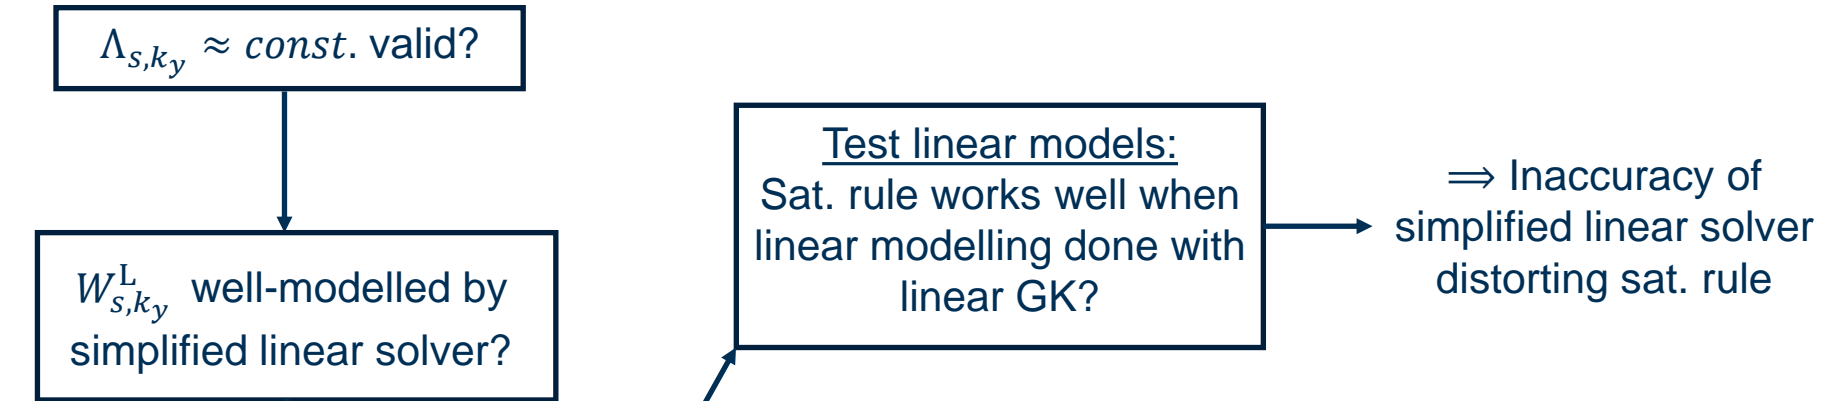 Λ_{s,k_y} ≈ const. valid?
W^L_{s,k_y} well-modelled by
simplified linear solver?
Test linear models:
Sat. rule works well when
linear modelling done with
linear GK?
⟹ Inaccuracy of
simplified linear solver
distorting sat. rule